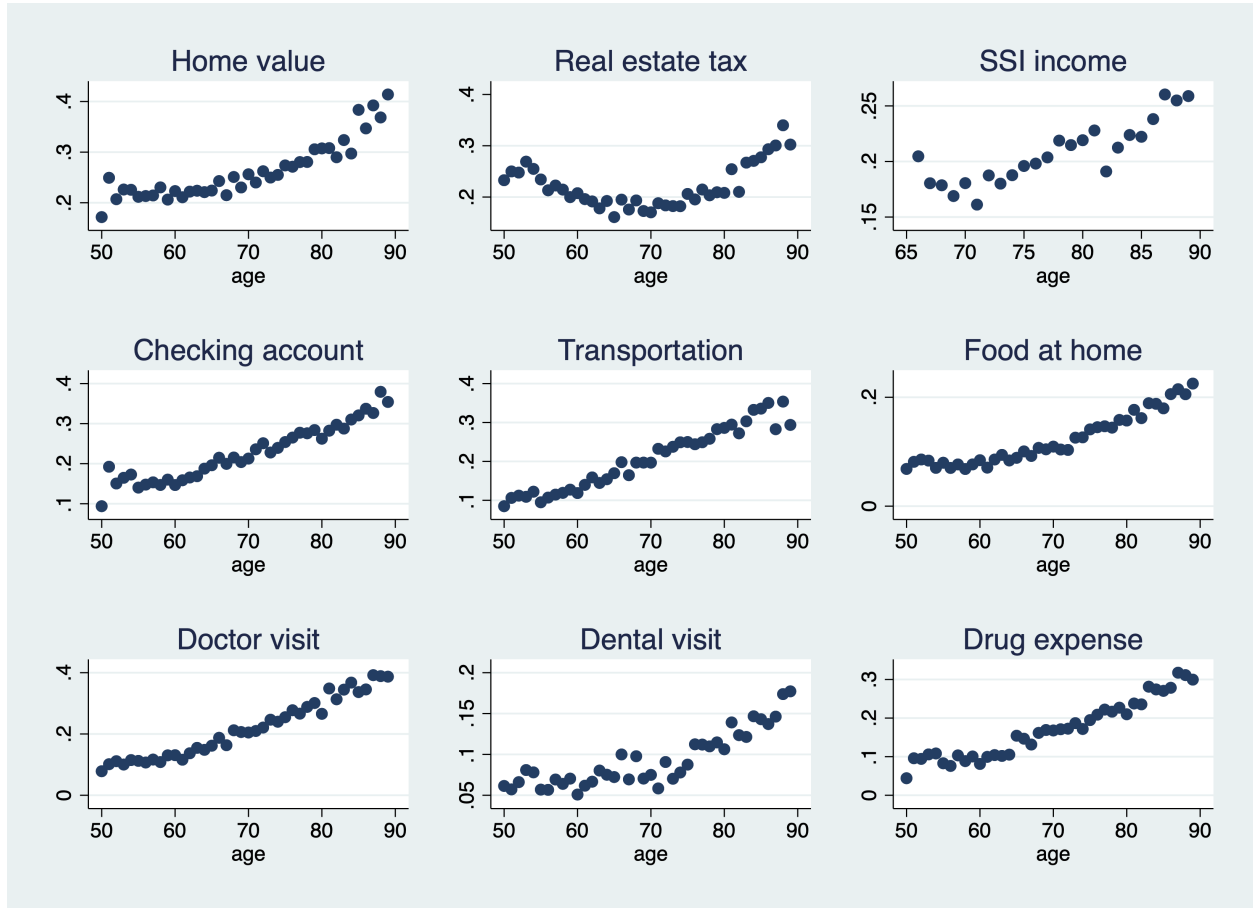 Home value
.4
.3
.2
50 60 70 80 90
age
Real estate tax
.4
.3
.2
50 60 70 80 90
age
SSI income
.25
.2
.15
65 70 75 80 85 90
age
Checking account
.4
.3
.2
.1
50 60 70 80 90
age
Transportation
.4
.3
.2
.1
50 60 70 80 90
age
Food at home
.2
0
50 60 70 80 90
age
Doctor visit
.4
.2
0
50 60 70 80 90
age
Dental visit
.2
.15
.1
.05
50 60 70 80 90
age
Drug expense
.3
.2
.1
0
50 60 70 80 90
age